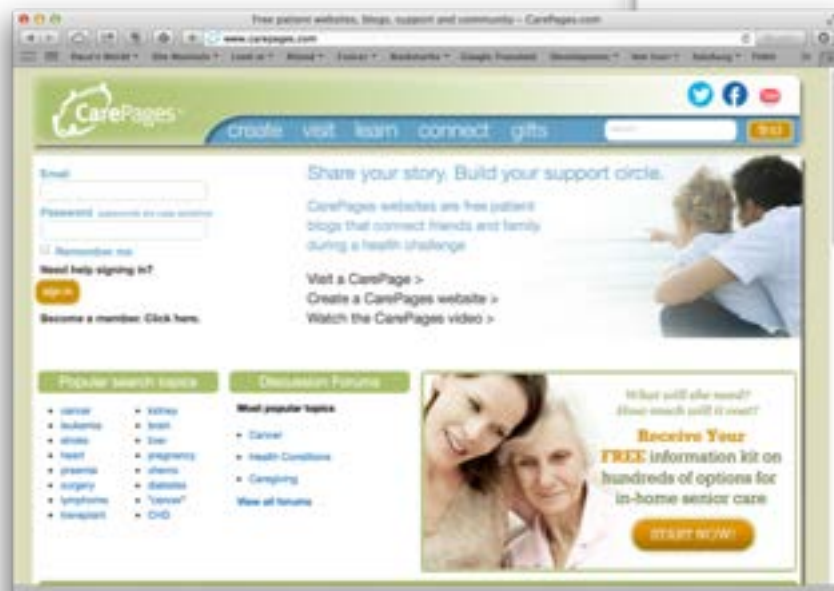 Free patient websites, blogs, support and community – CarePages.com
www.carepages.com
CarePages
create visit learn connect gifts
find
Email
Password
Remember me
Need help signing in?
sign in
Become a member. Click here.
Share your story. Build your support circle.
CarePages websites are free patient
blogs that connect friends and family
during a health challenge
Visit a CarePage >
Create a CarePages website >
Watch the CarePages video >
Popular search topics
• cancer
• leukemia
• stroke
• heart
• preemie
• surgery
• lymphoma
• transplant
• kidney
• brain
• liver
• pregnancy
• chemo
• diabetes
• "cancer"
• CHD
Discussion Forums
Most popular topics
• Cancer
• Health Conditions
• Caregiving
View all forums
What will she need?
How much will it cost?
Receive Your
FREE information kit on
hundreds of options for
in-home senior care
START NOW!